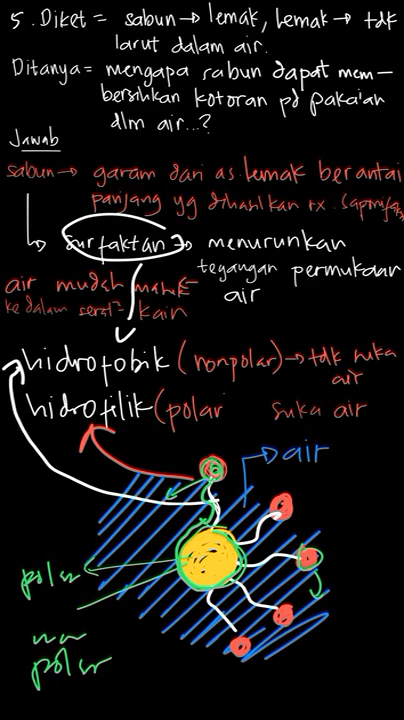 5. Diket = sabun → lemak, lemak → tdk
larut dalam air.
Ditanya = mengapa sabun dapat mem-
bersihkan kotoran pd pakaian
dlm air...?
Jawab
sabun → garam dari as. lemak berantai
panjang yg dihasilkan rx. saponifikasi
surfaktan → menurunkan
tegangan permukaan
air
air mudah masuk
ke dalam serat² kain
hidrofobik (nonpolar) → tdk suka
air
hidrofilik (polar suka air
air
polar
non
polar